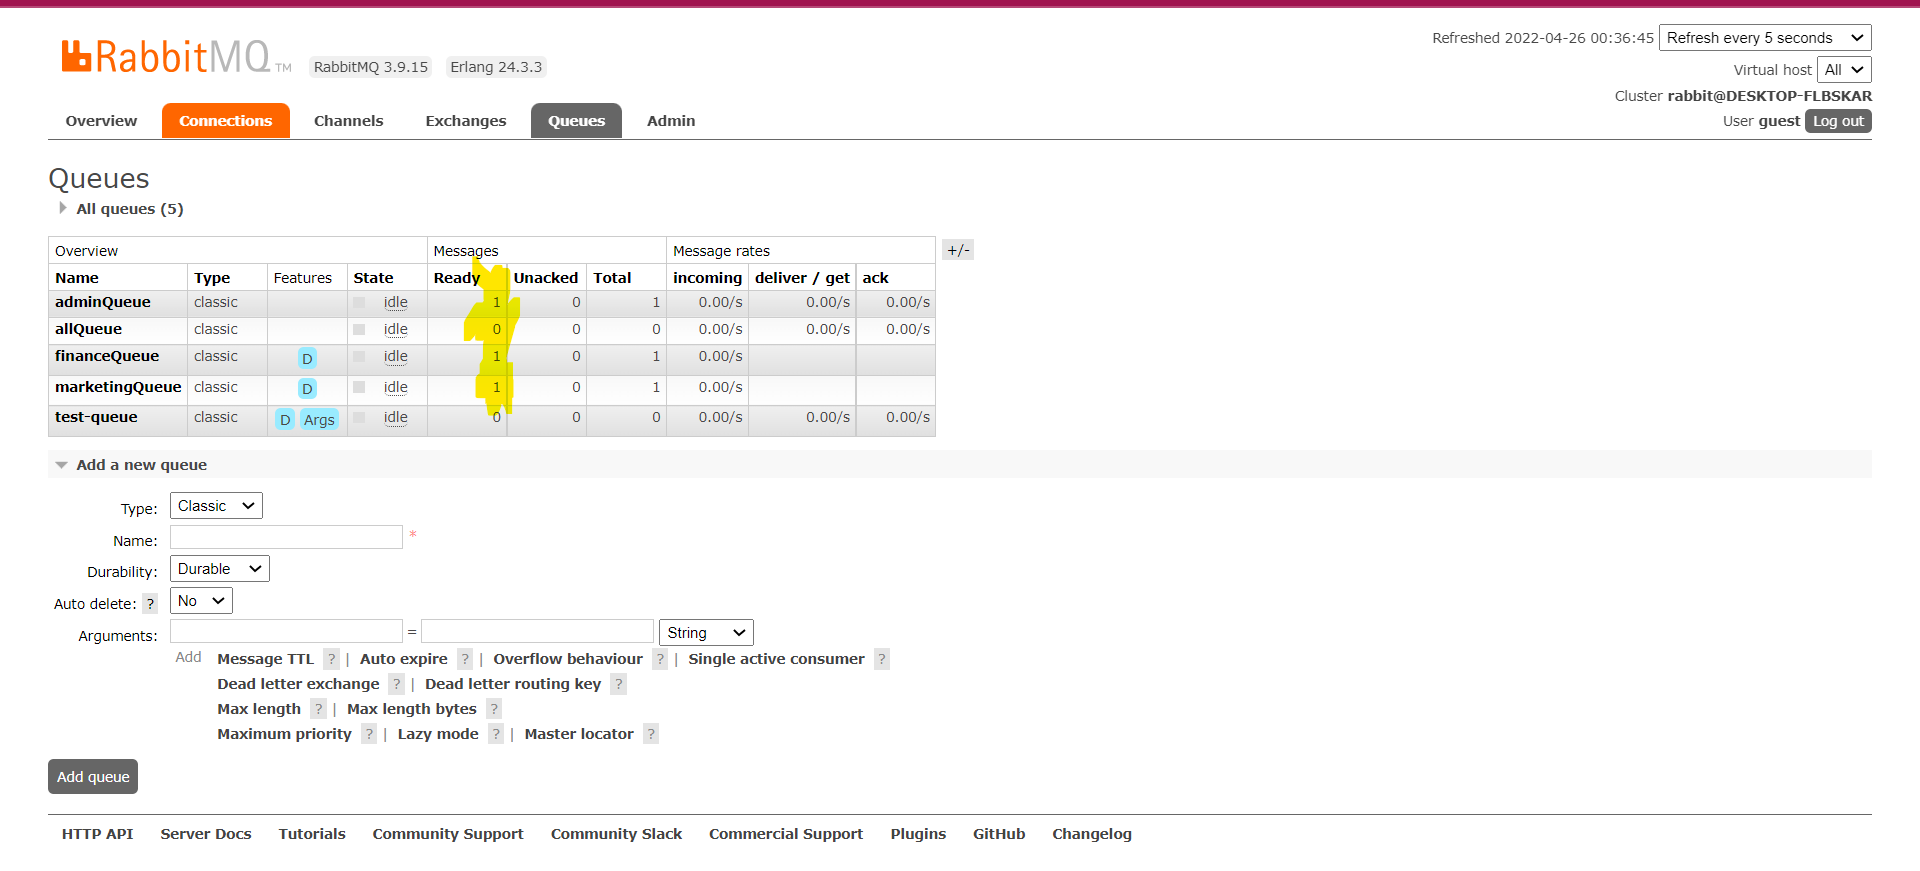 RabbitMQ TM RabbitMQ 3.9.15 Erlang 24.3.3
Refreshed 2022-04-26 00:36:45 Refresh every 5 seconds
Virtual host All
Cluster rabbit@DESKTOP-FLBSKAR
User guest Log out
Overview Connections Channels Exchanges Queues Admin
Queues
All queues (5)
Overview Messages Message rates +/-
Name Type Features State Ready Unacked Total incoming deliver / get ack
adminQueue classic idle 1 0 1 0.00/s 0.00/s 0.00/s
allQueue classic idle 0 0 0 0.00/s 0.00/s 0.00/s
financeQueue classic D idle 1 0 1 0.00/s
marketingQueue classic D idle 1 0 1 0.00/s
test-queue classic D Args idle 0 0 0 0.00/s 0.00/s 0.00/s
Add a new queue
Type: Classic
Name: *
Durability: Durable
Auto delete: ? No
Arguments: = String
Add Message TTL ? | Auto expire ? | Overflow behaviour ? | Single active consumer ?
Dead letter exchange ? | Dead letter routing key ?
Max length ? | Max length bytes ?
Maximum priority ? | Lazy mode ? | Master locator ?
Add queue
HTTP API Server Docs Tutorials Community Support Community Slack Commercial Support Plugins GitHub Changelog